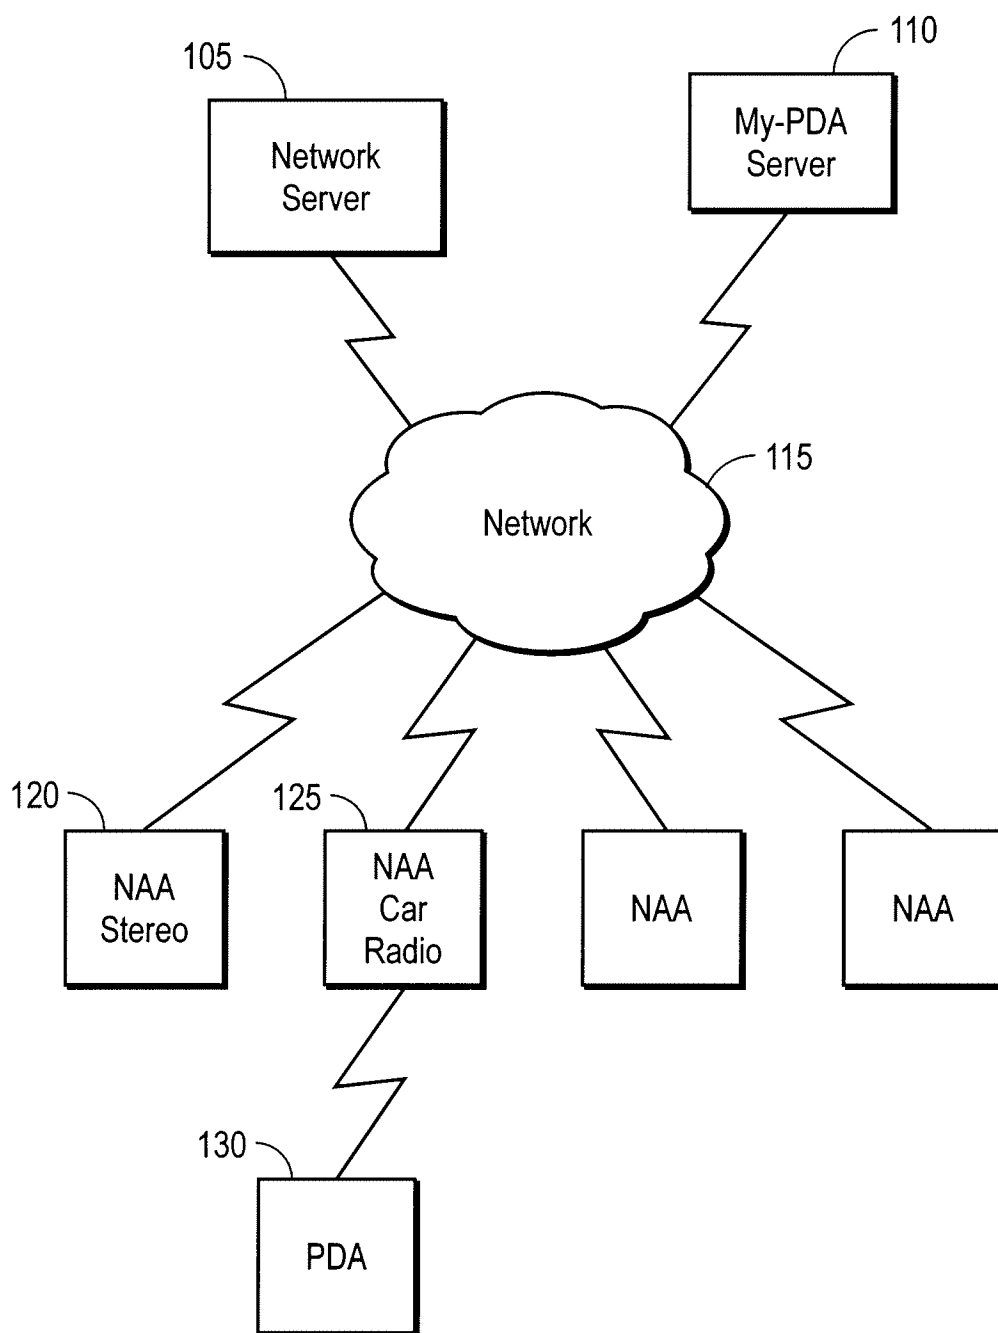 105
110
Network
Server
My-PDA
Server
115
Network
120
125
NAA
Stereo
NAA
Car
Radio
NAA
NAA
130
PDA